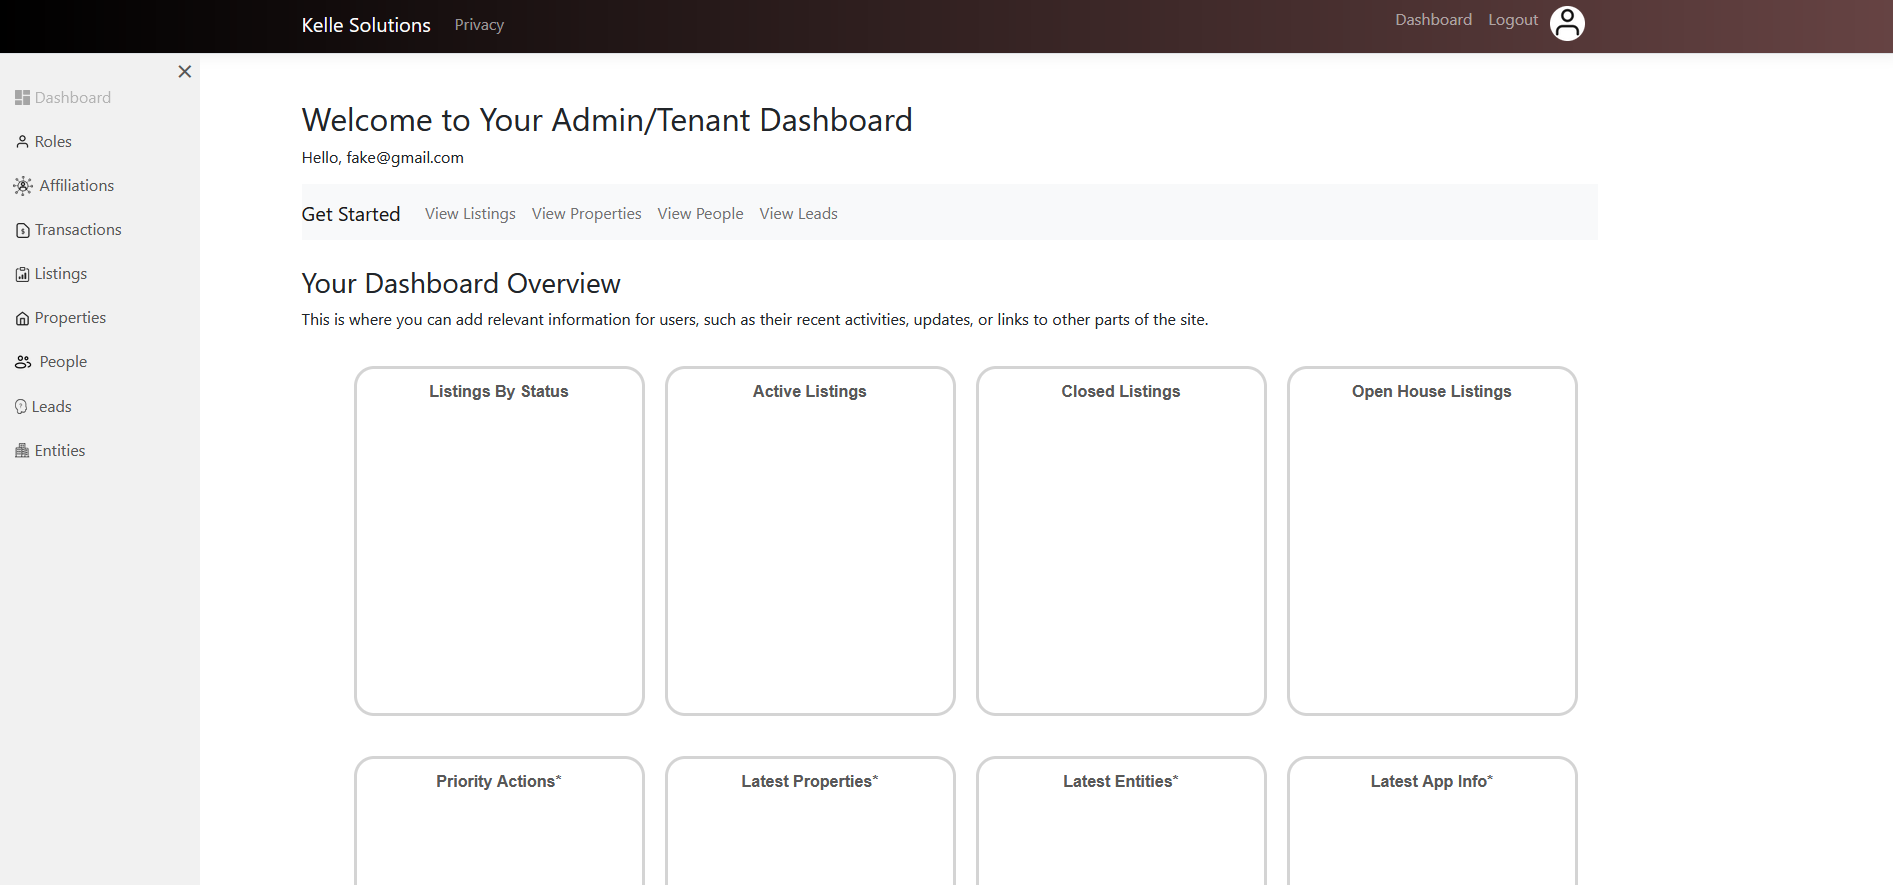 Kelle Solutions Privacy Dashboard Logout
Dashboard
Roles
Affiliations
Transactions
Listings
Properties
People
Leads
Entities
Welcome to Your Admin/Tenant Dashboard
Hello, fake@gmail.com
Get Started View Listings View Properties View People View Leads
Your Dashboard Overview
This is where you can add relevant information for users, such as their recent activities, updates, or links to other parts of the site.
Listings By Status Active Listings Closed Listings Open House Listings
Priority Actions* Latest Properties* Latest Entities* Latest App Info*